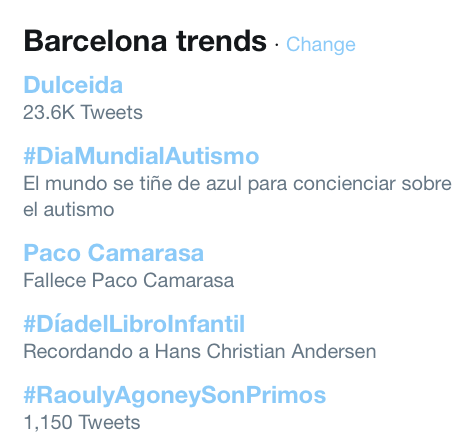 Barcelona trends · Change
Dulceida
23.6K Tweets
#DiaMundialAutismo
El mundo se tiñe de azul para concienciar sobre
el autismo
Paco Camarasa
Fallece Paco Camarasa
#DíadelLibroInfantil
Recordando a Hans Christian Andersen
#RaoulyAgoneySonPrimos
1,150 Tweets